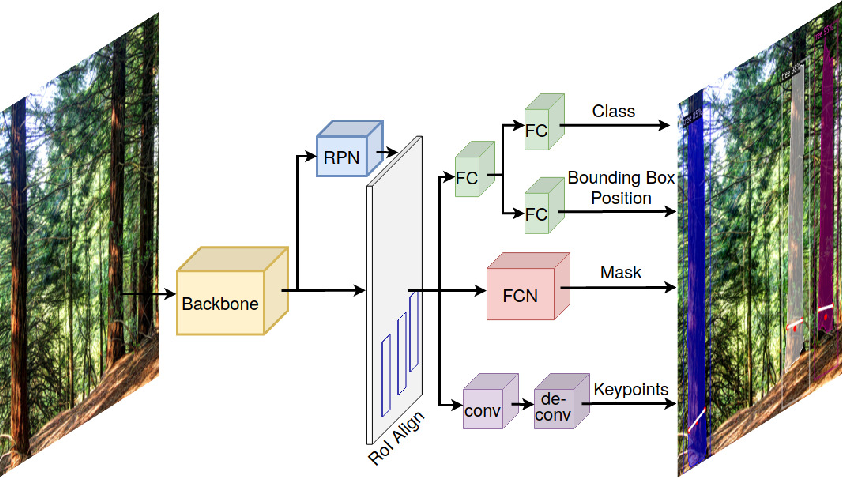 Class
FC
RPN
FC
Bounding Box
Position
FC
Backbone
Mask
FCN
Keypoints
conv
de-
conv
RoI Align